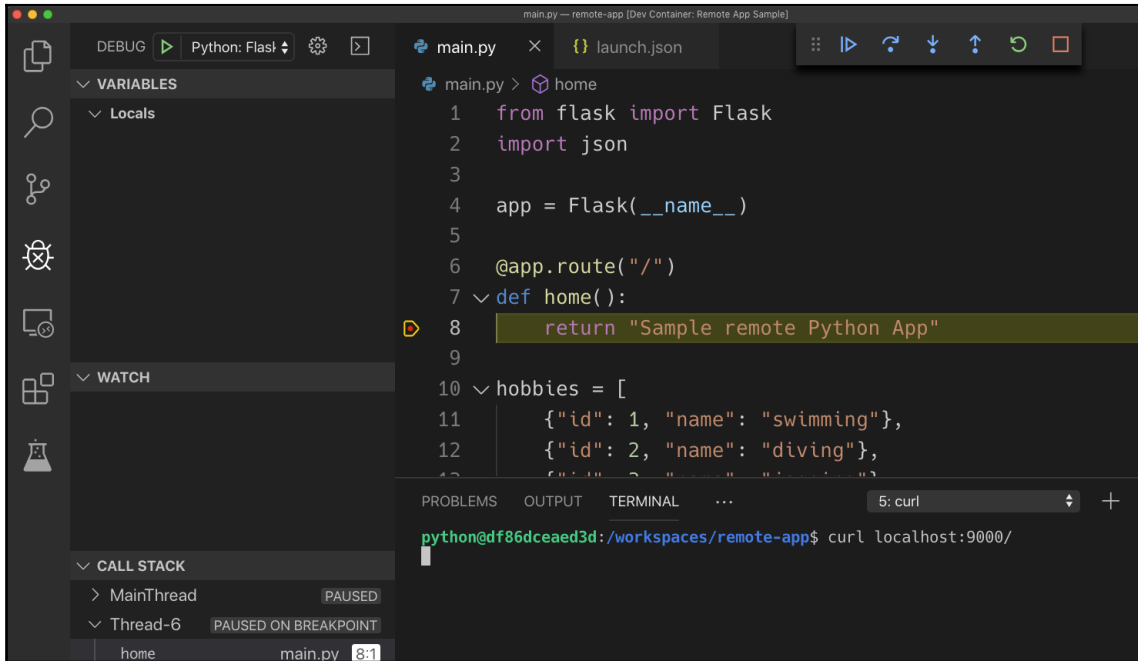 main.py — remote-app [Dev Container: Remote App Sample]
DEBUG Python: Flask
VARIABLES
Locals
WATCH
CALL STACK
MainThread PAUSED
Thread-6 PAUSED ON BREAKPOINT
home main.py 8:1
main.py launch.json
main.py > home
1 from flask import Flask
2 import json
3
4 app = Flask(__name__)
5
6 @app.route("/")
7 def home():
8 return "Sample remote Python App"
9
10 hobbies = [
11 {"id": 1, "name": "swimming"},
12 {"id": 2, "name": "diving"},
PROBLEMS OUTPUT TERMINAL ··· 5: curl
python@df86dceaed3d:/workspaces/remote-app$ curl localhost:9000/